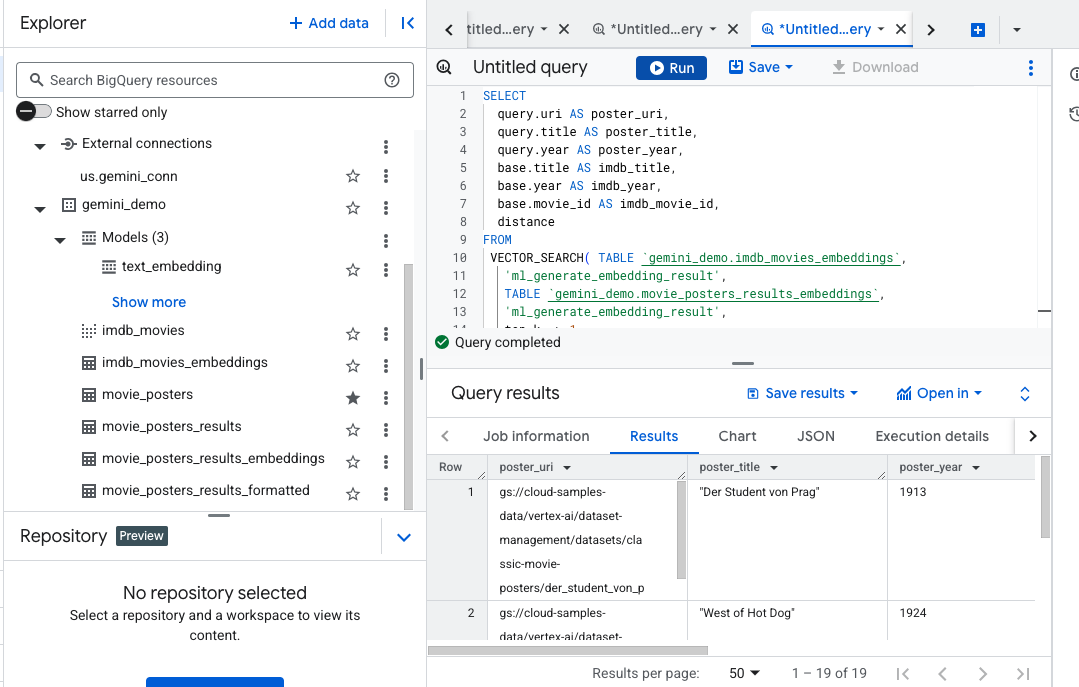 Explorer
+ Add data
Search BigQuery resources
Show starred only
External connections
us.gemini_conn
gemini_demo
Models (3)
text_embedding
Show more
imdb_movies
imdb_movies_embeddings
movie_posters
movie_posters_results
movie_posters_results_embeddings
movie_posters_results_formatted
Repository Preview
No repository selected
Select a repository and a workspace to view its
content.
titled...ery
*Untitled...ery
*Untitled...ery
Untitled query
Run
Save
Download
1 SELECT
2 query.uri AS poster_uri,
3 query.title AS poster_title,
4 query.year AS poster_year,
5 base.title AS imdb_title,
6 base.year AS imdb_year,
7 base.movie_id AS imdb_movie_id,
8 distance
9 FROM
10 VECTOR_SEARCH( TABLE `gemini_demo.imdb_movies_embeddings`,
11 'ml_generate_embedding_result',
12 TABLE `gemini_demo.movie_posters_results_embeddings`,
13 'ml_generate_embedding_result',
Query completed
Query results
Save results
Open in
Job information
Results
Chart
JSON
Execution details
Row poster_uri poster_title poster_year
1 gs://cloud-samples- "Der Student von Prag" 1913
data/vertex-ai/dataset-
management/datasets/cla
ssic-movie-
posters/der_student_von_p
2 gs://cloud-samples- "West of Hot Dog" 1924
data/vertex-ai/dataset-
Results per page: 50 1 – 19 of 19